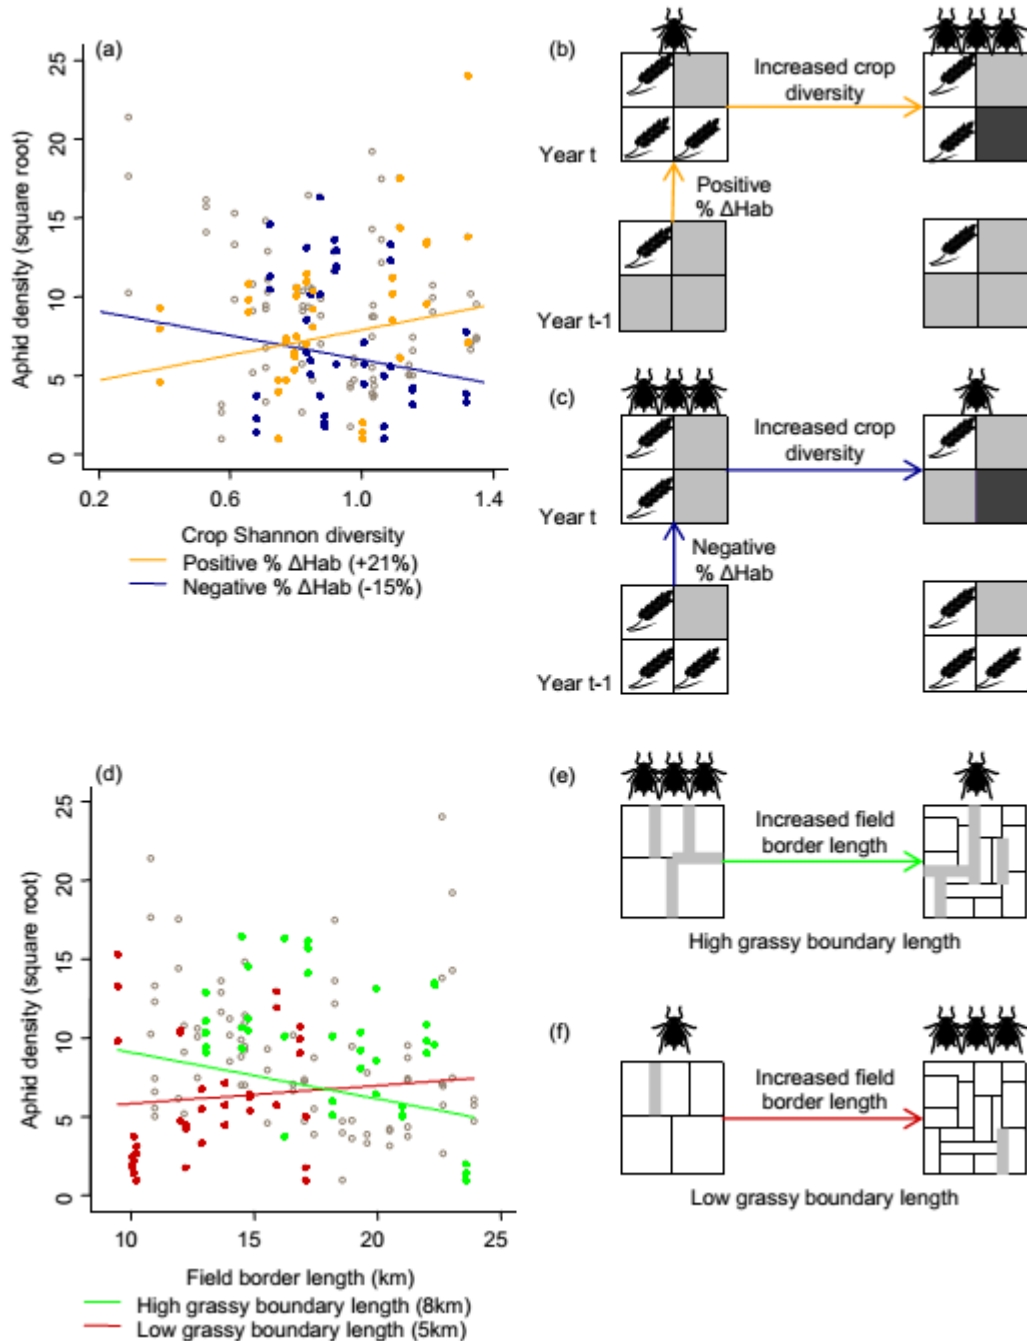 (a)
25
20
15
10
5
0
Aphid density (square root)
0.2
0.6
1.0
1.4
Crop Shannon diversity
Positive % ΔHab (+21%)
Negative % ΔHab (-15%)
(b)
Increased crop
diversity
Year t
Positive
% ΔHab
Year t-1
(c)
Increased crop
diversity
Year t
Negative
% ΔHab
Year t-1
(d)
25
20
15
10
5
0
Aphid density (square root)
10
15
20
25
Field border length (km)
High grassy boundary length (8km)
Low grassy boundary length (5km)
(e)
Increased field
border length
High grassy boundary length
(f)
Increased field
border length
Low grassy boundary length